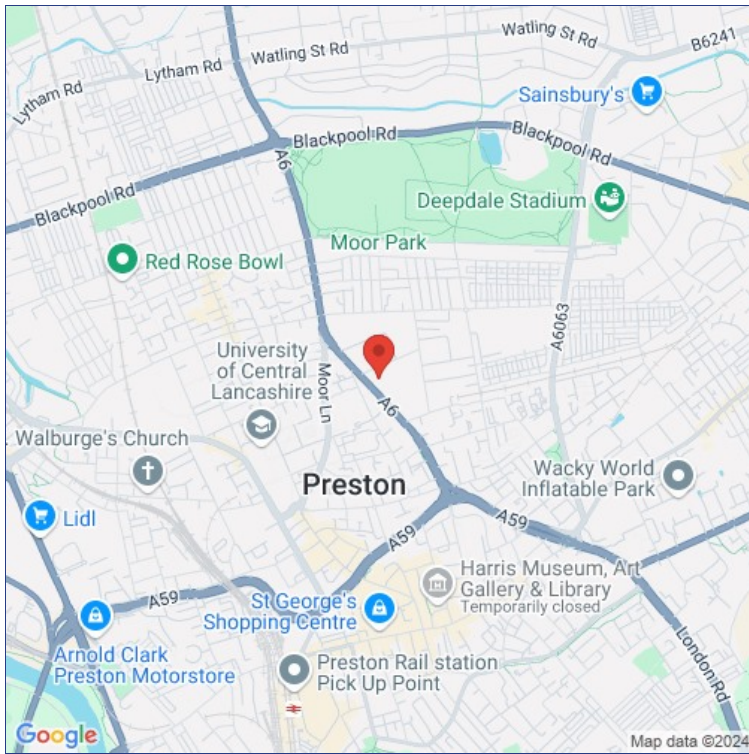 Watling St Rd
Watling St Rd
B6241
Lytham Rd
Lytham Rd
Sainsbury's
Blackpool Rd
Blackpool Rd
A6
Blackpool Rd
Deepdale Stadium
Moor Park
Red Rose Bowl
A6063
University
of Central
Lancashire
Moor Ln
A6
. Walburge's Church
Preston
Wacky World
Inflatable Park
Lidl
A59
A59
Harris Museum, Art
Gallery & Library
Temporarily closed
A59
St George's
Shopping Centre
London Rd
Arnold Clark
Preston Motorstore
Preston Rail station
Pick Up Point
Google
Map data ©2024